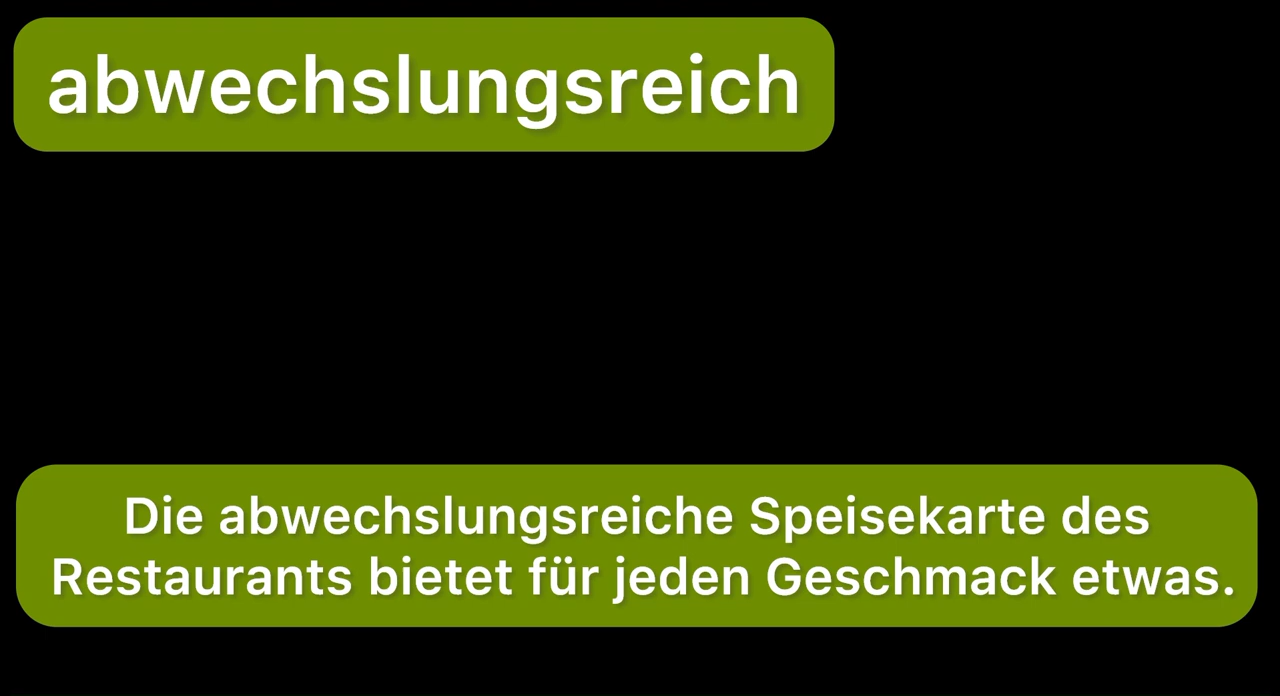 abwechslungsreich
Die abwechslungsreiche Speisekarte des
Restaurants bietet für jeden Geschmack etwas.